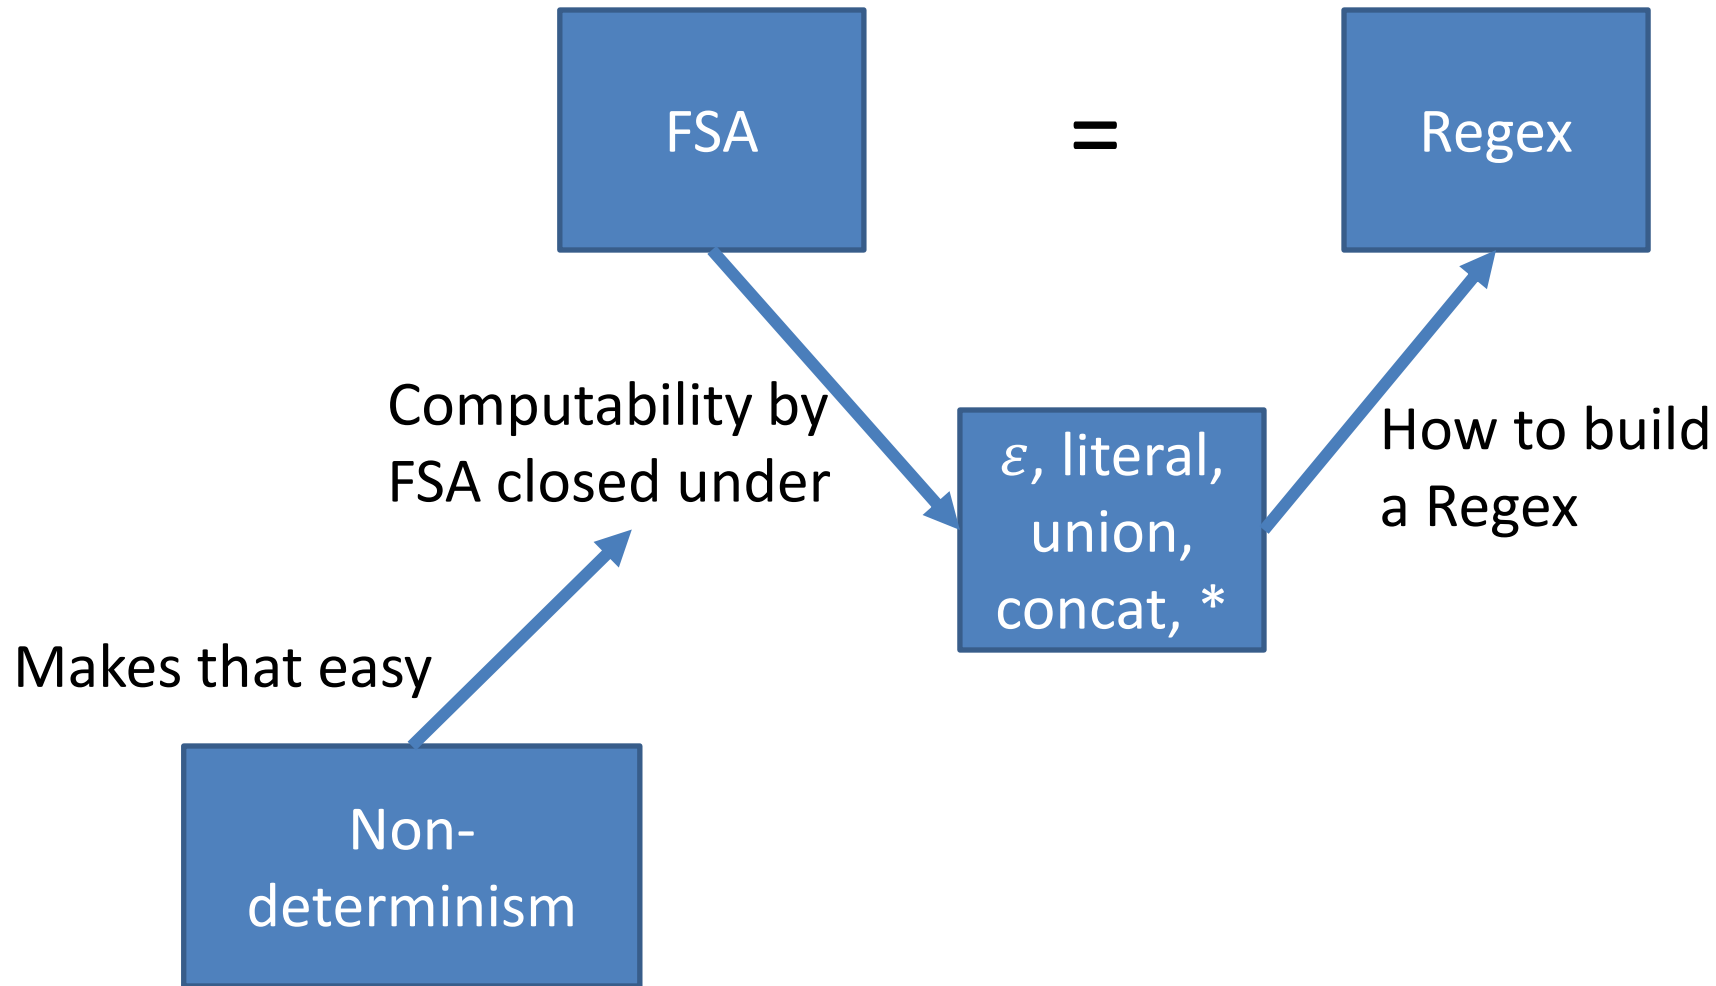 FSA
=
Regex
Computability by
FSA closed under
ε, literal,
union,
concat, *
How to build
a Regex
Makes that easy
Non-
determinism